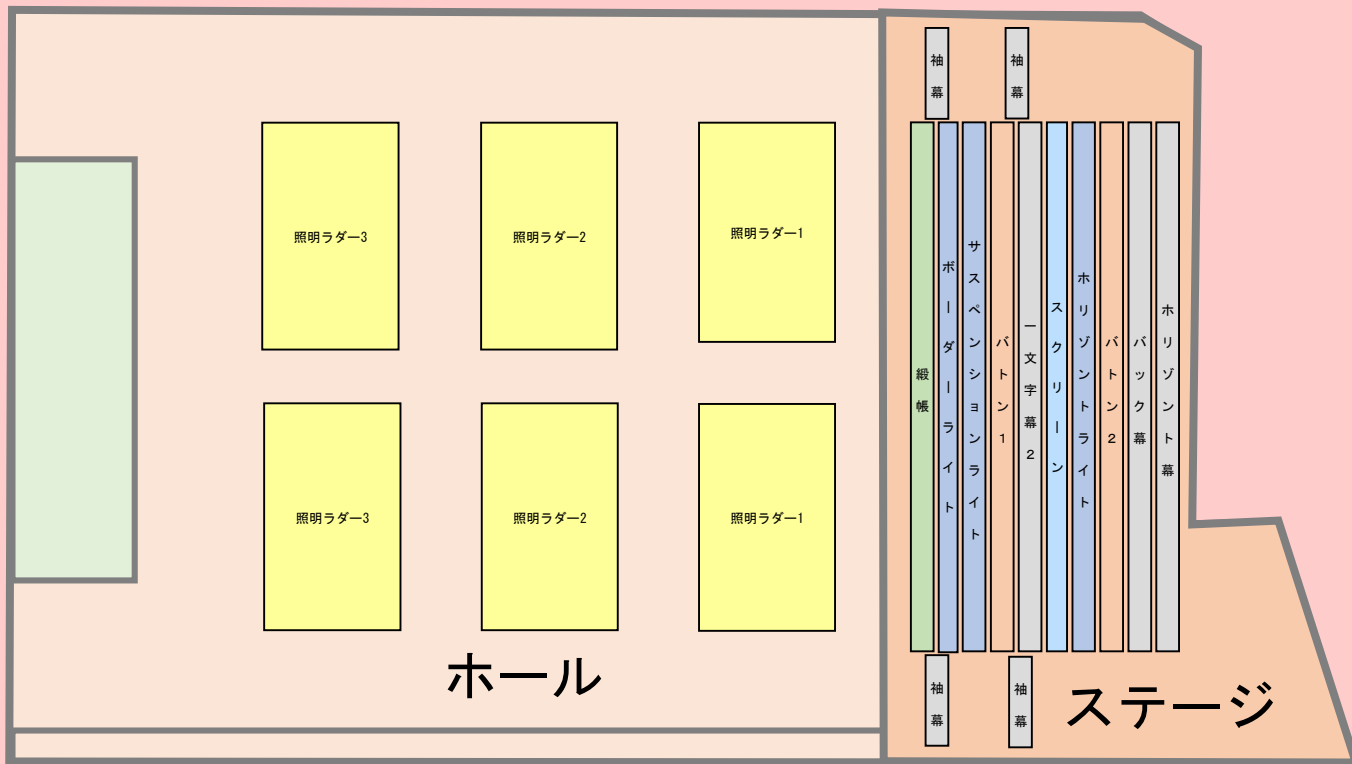 袖幕
袖幕
照明ラダー3
照明ラダー2
照明ラダー1
緞帳
ボーダーライト
サスペンションライト
バトン1
一文字幕2
スクリーン
ホリゾントライト
バトン2
バック幕
ホリゾント幕
照明ラダー3
照明ラダー2
照明ラダー1
ホール
袖幕
袖幕
ステージ